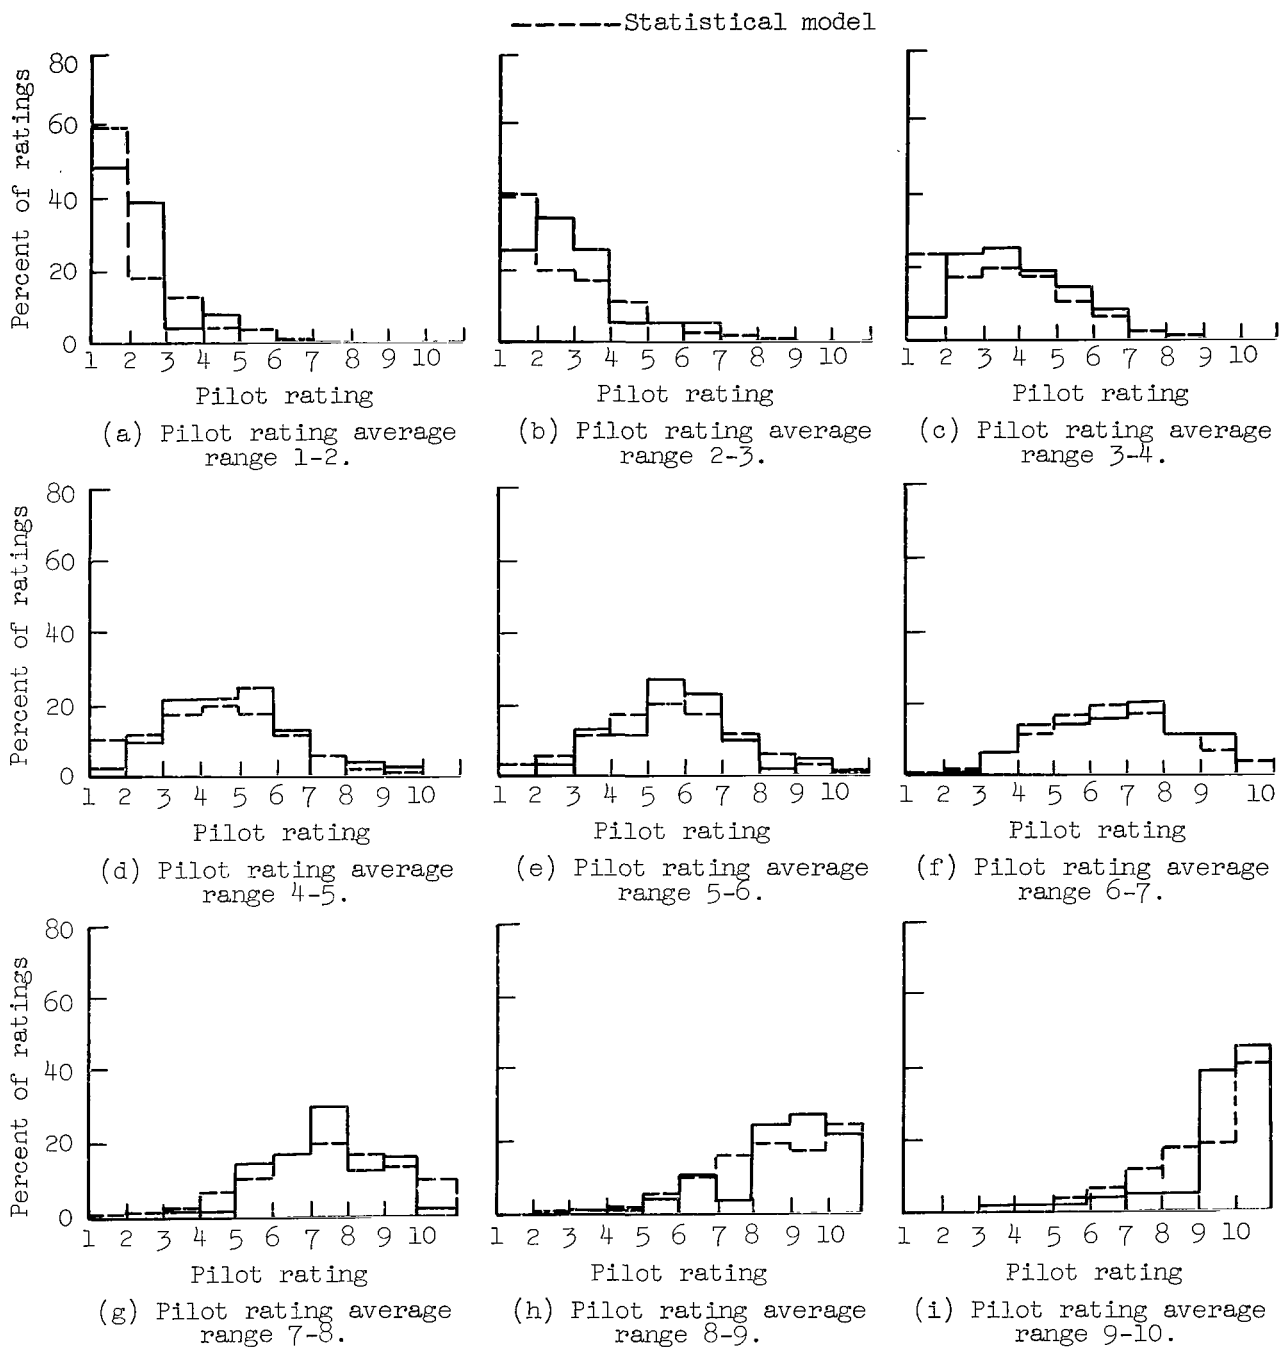 Statistical model
Percent of ratings
80
60
40
20
0
1 2 3 4 5 6 7 8 9 10
Pilot rating
(a) Pilot rating average
range 1-2.
1 2 3 4 5 6 7 8 9 10
Pilot rating
(b) Pilot rating average
range 2-3.
1 2 3 4 5 6 7 8 9 10
Pilot rating
(c) Pilot rating average
range 3-4.
Percent of ratings
80
60
40
20
0
1 2 3 4 5 6 7 8 9 10
Pilot rating
(d) Pilot rating average
range 4-5.
1 2 3 4 5 6 7 8 9 10
Pilot rating
(e) Pilot rating average
range 5-6.
1 2 3 4 5 6 7 8 9 10
Pilot rating
(f) Pilot rating average
range 6-7.
Percent of ratings
80
60
40
20
0
1 2 3 4 5 6 7 8 9 10
Pilot rating
(g) Pilot rating average
range 7-8.
1 2 3 4 5 6 7 8 9 10
Pilot rating
(h) Pilot rating average
range 8-9.
1 2 3 4 5 6 7 8 9 10
Pilot rating
(i) Pilot rating average
range 9-10.